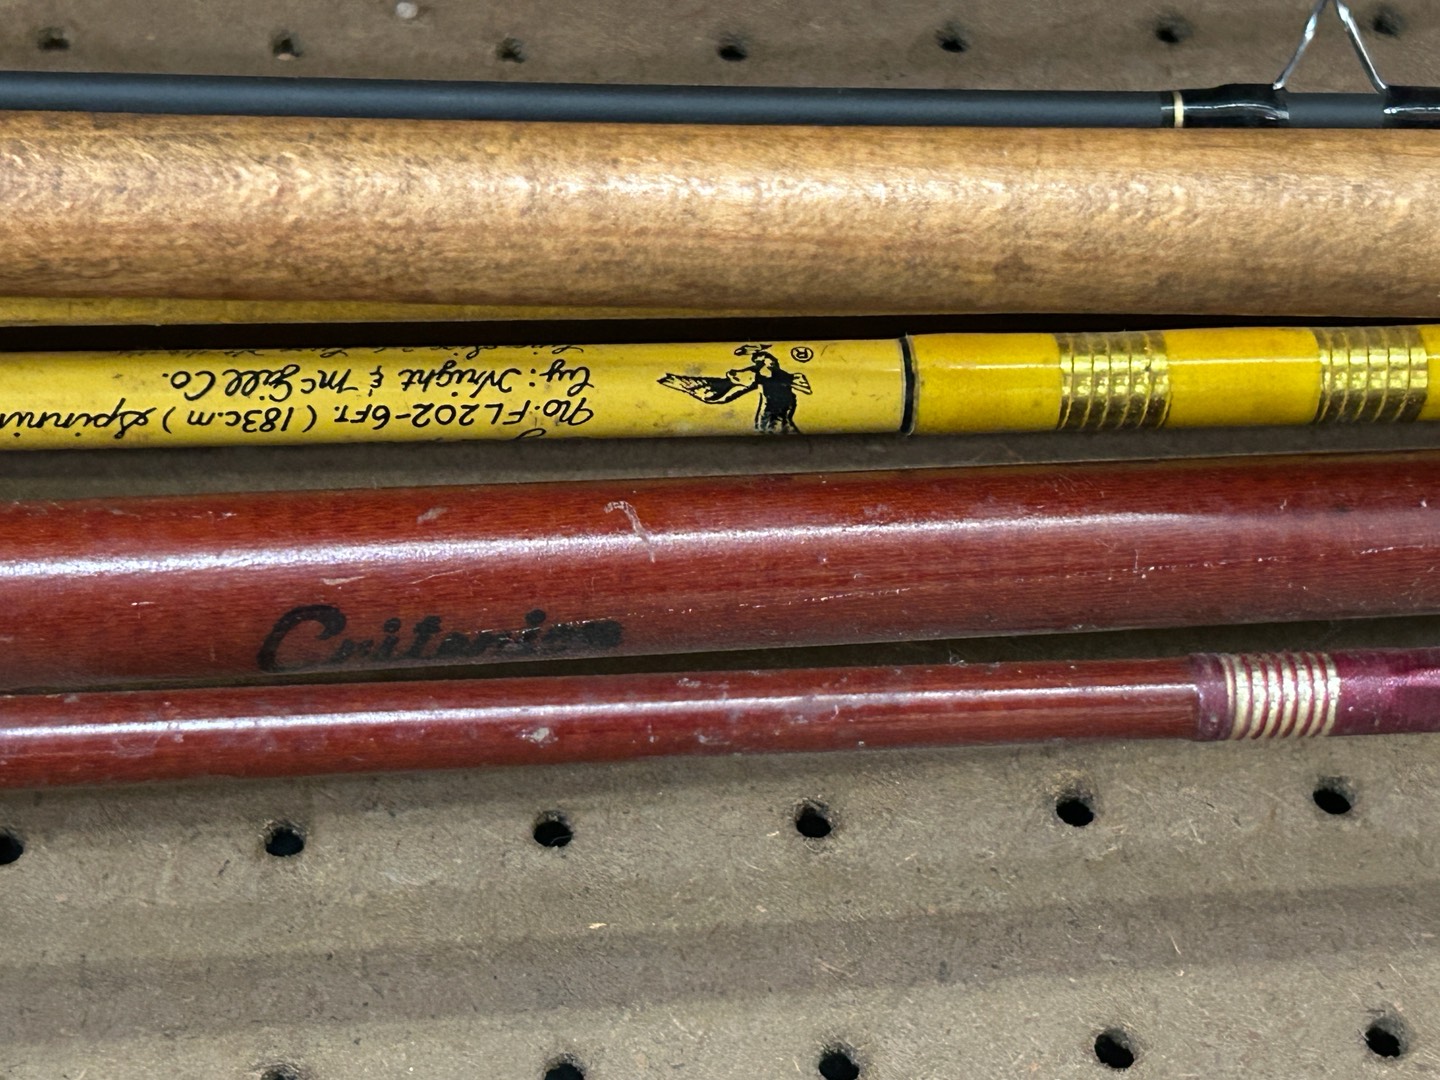 No. FL202-6FT. (183c.m)
by: Wright & McGill Co.
®
Criterion